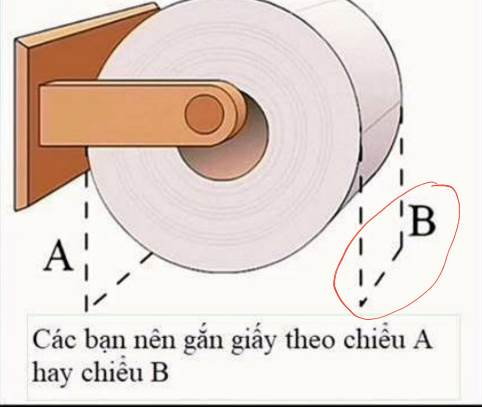 A
B
Các bạn nên gắn giấy theo chiều A
hay chiều B